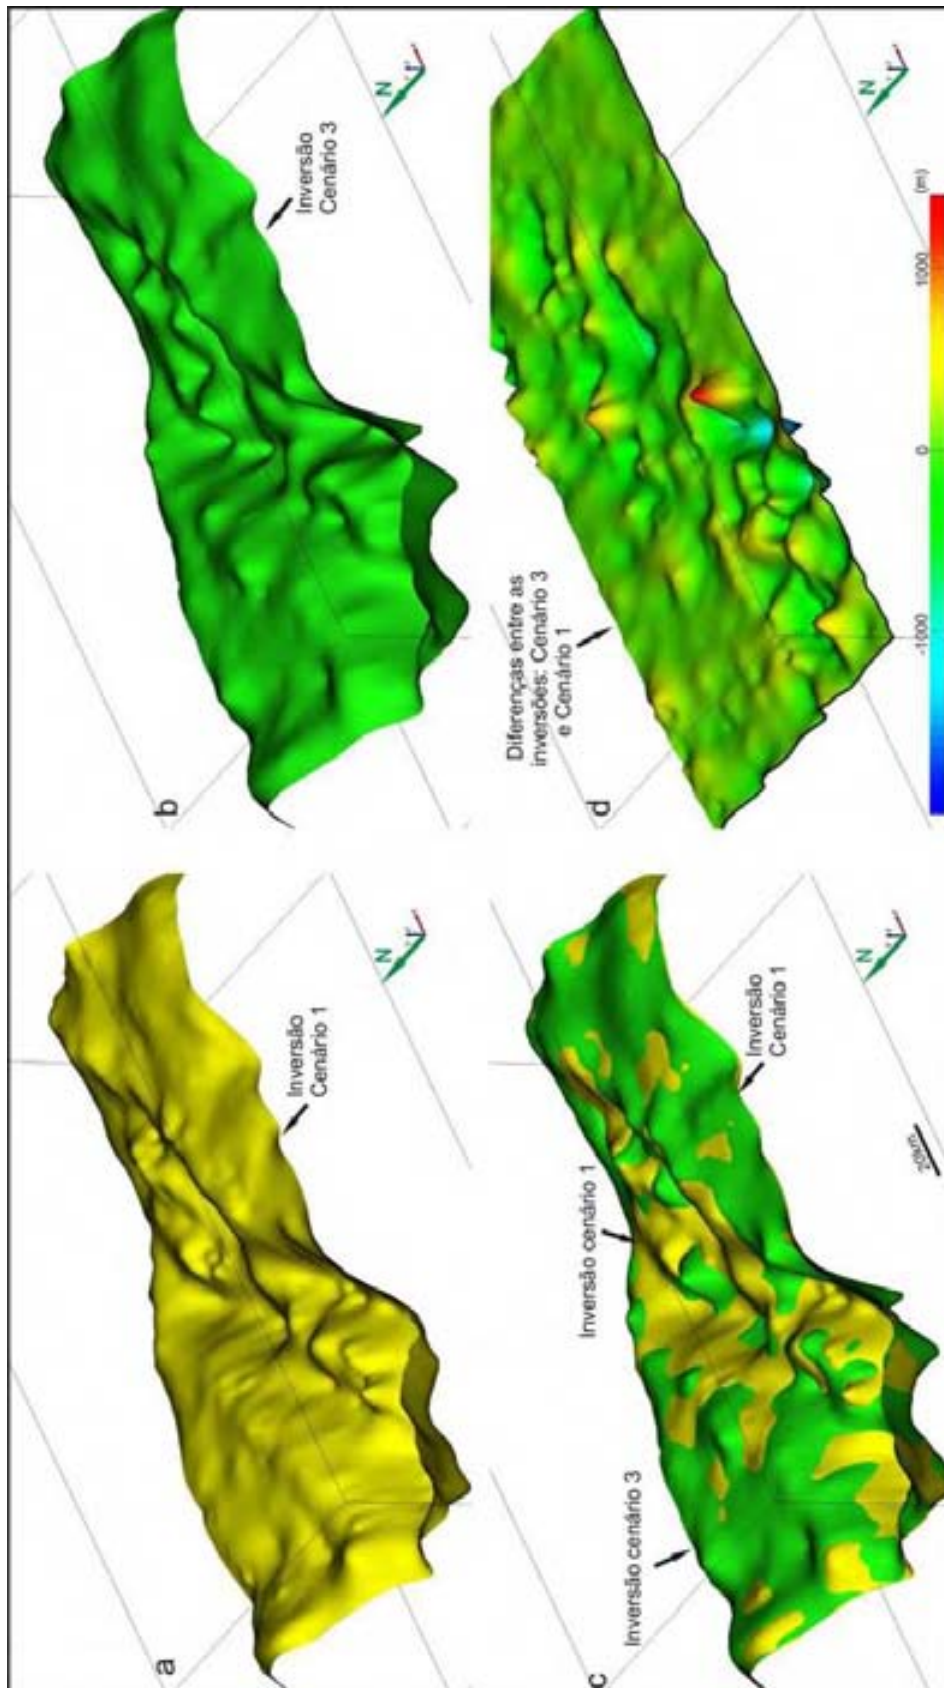 a
Inversão
Cenário 1
N
b
Inversão
Cenário 3
N
c
Inversão cenário 3
Inversão cenário 1
Inversão
Cenário 1
N
20km
d
Diferenças entre as
inversões: Cenário 3
e Cenário 1
N
-1000
0
1000
(m)